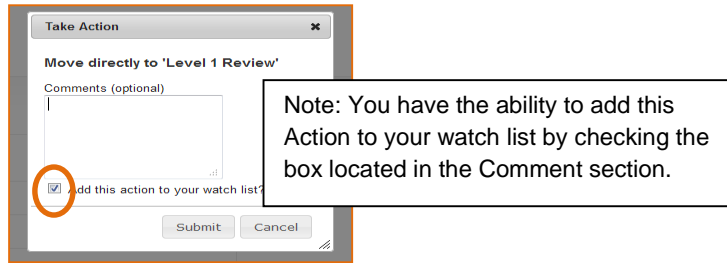 Take Action
Move directly to 'Level 1 Review'
Comments (optional)
Add this action to your watch list?
Submit Cancel
Note: You have the ability to add this
Action to your watch list by checking the
box located in the Comment section.